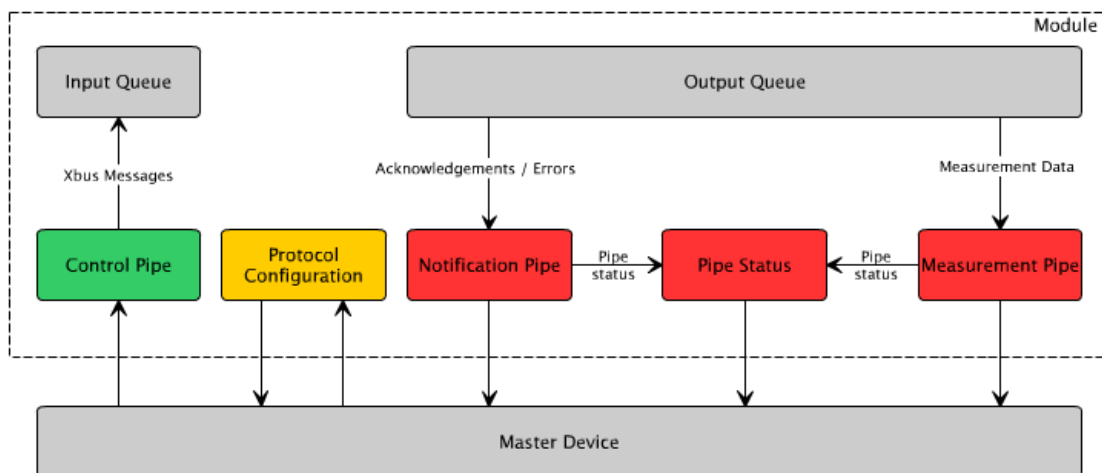 Module
Input Queue
Output Queue
Xbus Messages
Acknowledgements / Errors
Measurement Data
Control Pipe
Protocol
Configuration
Notification Pipe
Pipe
status
Pipe Status
Pipe
status
Measurement Pipe
Master Device